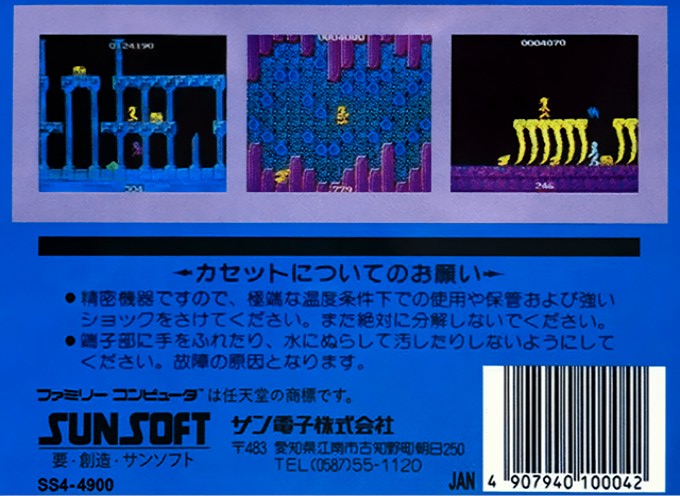 0124190
0004000
0004070
304
779
246
カセットについてのお願い
●精密機器ですので、極端な温度条件下での使用や保管および強い
ショックをさけてください。また絶対に分解しないでください。
●端子部に手をふれたり、水にぬらして汚したりしないようにして
ください。故障の原因となります。
ファミリー コンピュータ™は任天堂の商標です。
SUNSOFT サン電子株式会社
〒483 愛知県江南市古知野町朝日250
要・創造・サンソフト TEL(0587)55-1120
SS4-4900
JAN 4 907940 100042